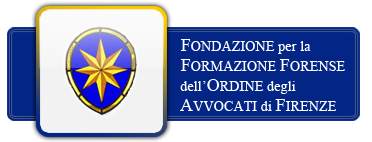 FONDAZIONE per la
FORMAZIONE FORENSE
dell'ORDINE degli
AVVOCATI di FIRENZE